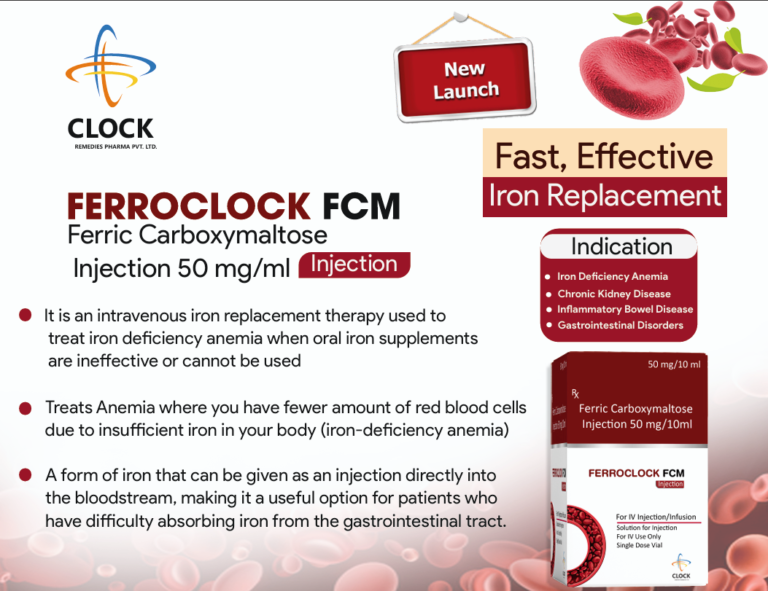 CLOCK
REMEDIES PHARMA PVT. LTD.
New
Launch
Fast, Effective
Iron Replacement
FERROCLOCK FCM
Ferric Carboxymaltose
Injection 50 mg/ml Injection
Indication
• Iron Deficiency Anemia
• Chronic Kidney Disease
• Inflammatory Bowel Disease
• Gastrointestinal Disorders
• It is an intravenous iron replacement therapy used to
treat iron deficiency anemia when oral iron supplements
are ineffective or cannot be used
• Treats Anemia where you have fewer amount of red blood cells
due to insufficient iron in your body (iron-deficiency anemia)
• A form of iron that can be given as an injection directly into
the bloodstream, making it a useful option for patients who
have difficulty absorbing iron from the gastrointestinal tract.
50 mg/10 ml
℞
Ferric Carboxymaltose
Injection 50 mg/10ml
FERROCLOCK FCM
Injection
For IV Injection/Infusion
Solution for Injection
For IV Use Only
Single Dose Vial
CLOCK